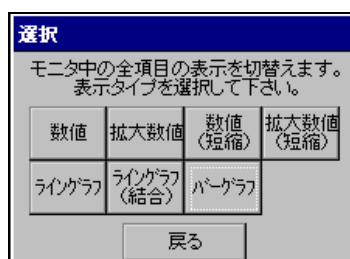 選択
モニタ中の全項目の表示を切替えます。
表示タイプを選択して下さい。
数値
拡大数値
数値
(短縮)
拡大数値
(短縮)
ﾗｲﾝｸﾞﾗﾌ
ﾗｲﾝｸﾞﾗﾌ
(結合)
ﾊﾞｰｸﾞﾗﾌ
戻る